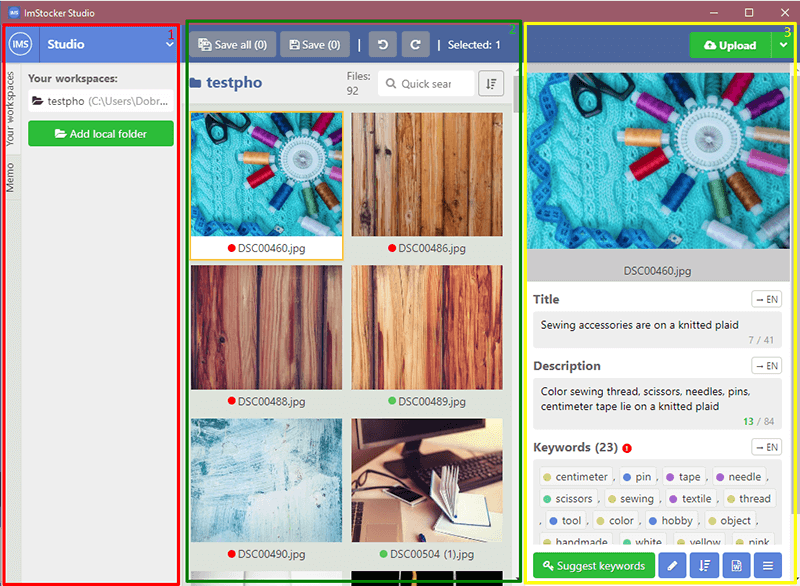 IMS ImStocker Studio
IMS Studio 1
Your workspaces
Memo
Your workspaces:
testpho (C:\Users\Dobr...
Add local folder
2
Save all (0) Save (0) | | Selected: 1
testpho Files: 92 Quick sear
DSC00460.jpg DSC00486.jpg
DSC00488.jpg DSC00489.jpg
DSC00490.jpg DSC00504 (1).jpg
3
Upload
DSC00460.jpg
Title → EN
Sewing accessories are on a knitted plaid
7 / 41
Description → EN
Color sewing thread, scissors, needles, pins,
centimeter tape lie on a knitted plaid
13 / 84
Keywords (23) → EN
centimeter , pin , tape , needle ,
scissors , sewing , textile , thread
, tool , color , hobby , object ,
handmade white yellow pink
Suggest keywords